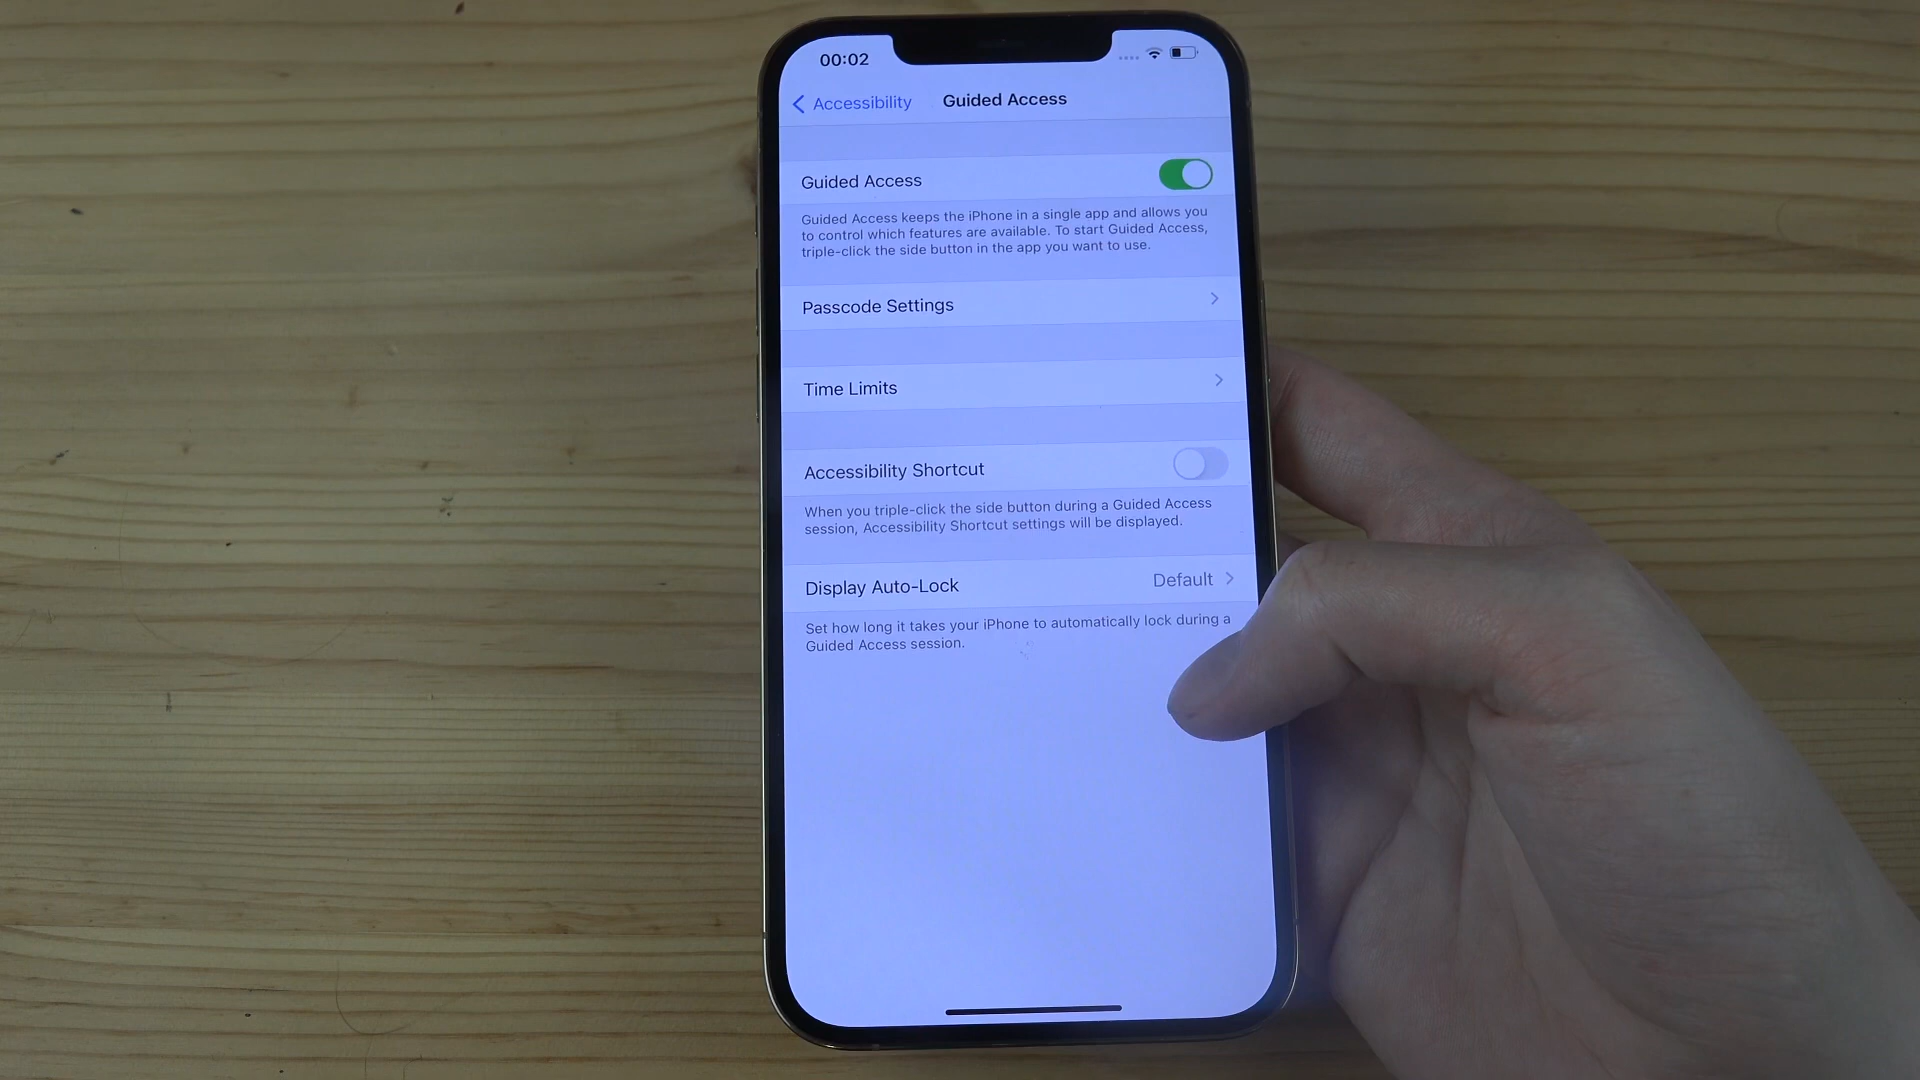 00:02
Accessibility
Guided Access
Guided Access
Guided Access keeps the iPhone in a single app and allows you
to control which features are available. To start Guided Access,
triple-click the side button in the app you want to use.
Passcode Settings
Time Limits
Accessibility Shortcut
When you triple-click the side button during a Guided Access
session, Accessibility Shortcut settings will be displayed.
Display Auto-Lock
Default
Set how long it takes your iPhone to automatically lock during a
Guided Access session.